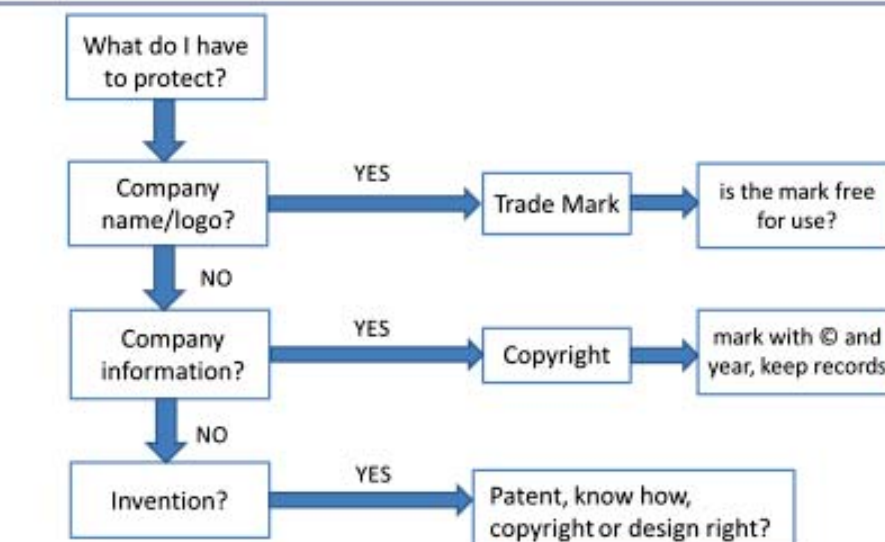 What do I have
to protect?
Company
name/logo?
YES
Trade Mark
is the mark free
for use?
NO
Company
information?
YES
Copyright
mark with © and
year, keep records
NO
Invention?
YES
Patent, know how,
copyright or design right?